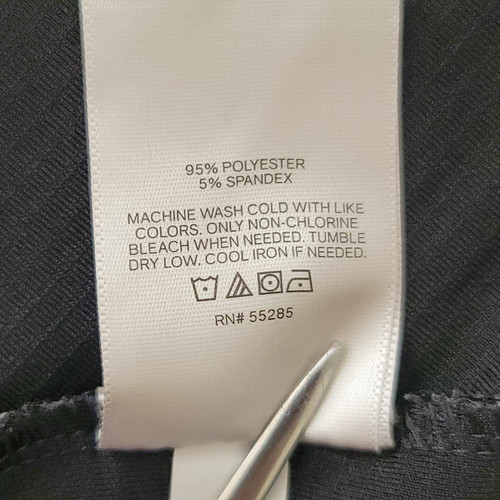 95% POLYESTER
5% SPANDEX
MACHINE WASH COLD WITH LIKE
COLORS. ONLY NON-CHLORINE
BLEACH WHEN NEEDED. TUMBLE
DRY LOW. COOL IRON IF NEEDED.
RN# 55285